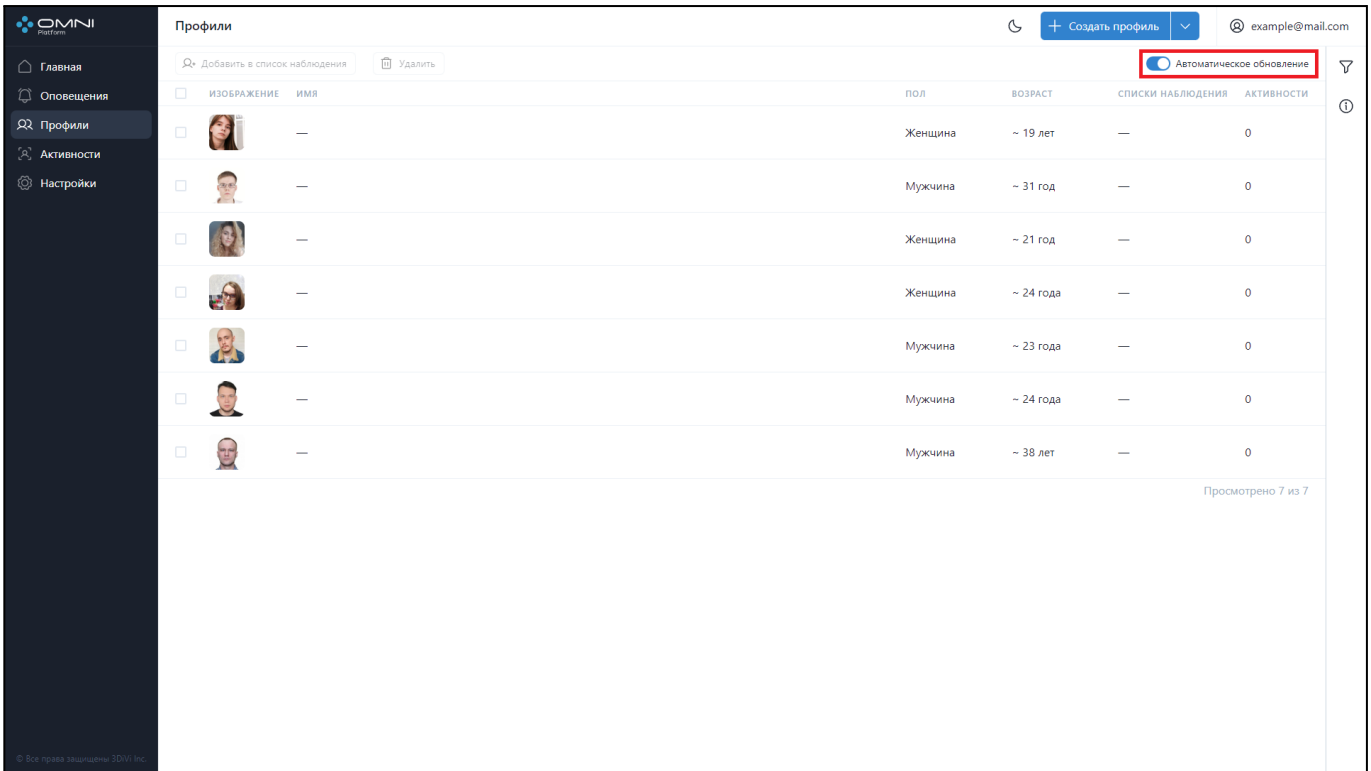 OMNI
Platform
Профили
Создать профиль
example@mail.com
Главная
Оповещения
Профили
Активности
Настройки
Добавить в список наблюдения
Удалить
Автоматическое обновление
ИЗОБРАЖЕНИЕ ИМЯ ПОЛ ВОЗРАСТ СПИСКИ НАБЛЮДЕНИЯ АКТИВНОСТИ
— Женщина ~ 19 лет — 0
— Мужчина ~ 31 год — 0
— Женщина ~ 21 год — 0
— Женщина ~ 24 года — 0
— Мужчина ~ 23 года — 0
— Мужчина ~ 24 года — 0
— Мужчина ~ 38 лет — 0
Просмотрено 7 из 7
© Все права защищены 3DiVi Inc.